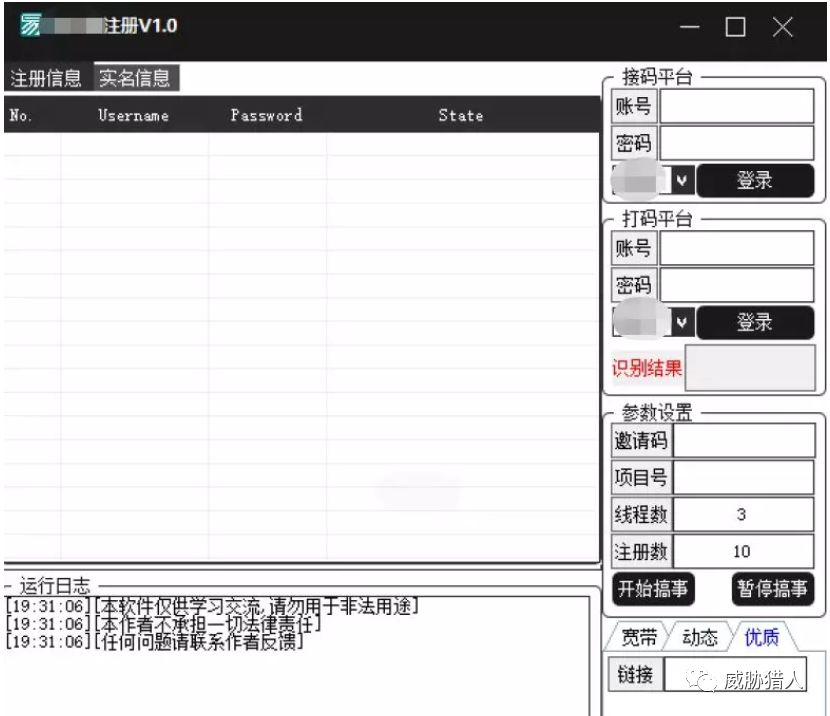 注册V1.0
注册信息 实名信息
No. Username Password State
接码平台
账号
密码
登录
打码平台
账号
密码
登录
识别结果
参数设置
邀请码
项目号
线程数 3
注册数 10
开始搞事 暂停搞事
运行日志
[19:31:06][本软件仅供学习交流,请勿用于非法用途]
[19:31:06][本作者不承担一切法律责任]
[19:31:06][任何问题请联系作者反馈]
宽带 动态 优质
链接
威胁猎人